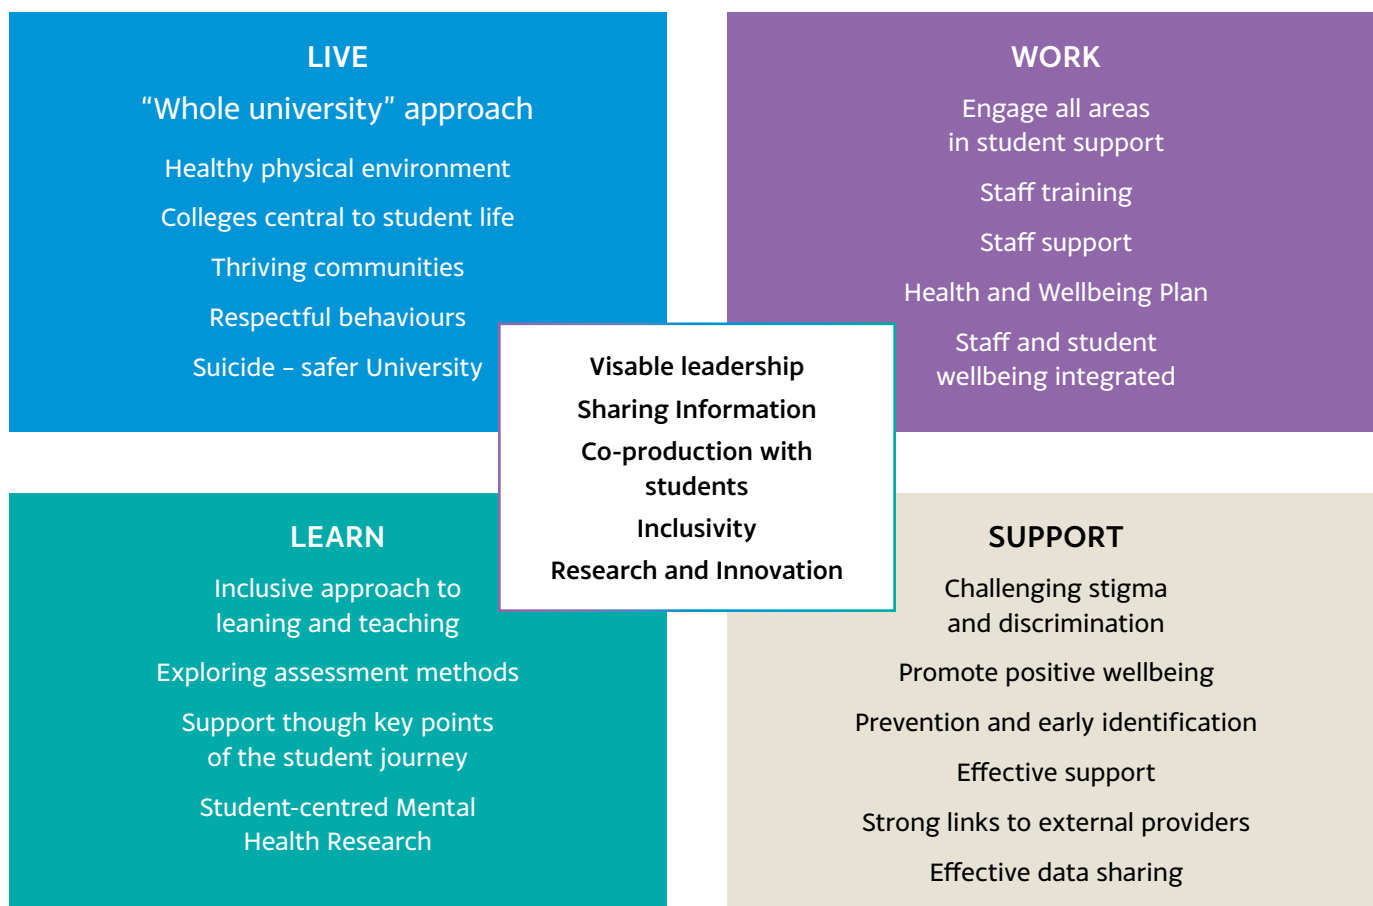 LIVE
“Whole university” approach
Healthy physical environment
Colleges central to student life
Thriving communities
Respectful behaviours
Suicide – safer University
WORK
Engage all areas
in student support
Staff training
Staff support
Health and Wellbeing Plan
Staff and student
wellbeing integrated
Visable leadership
Sharing Information
Co-production with
students
Inclusivity
Research and Innovation
LEARN
Inclusive approach to
leaning and teaching
Exploring assessment methods
Support though key points
of the student journey
Student-centred Mental
Health Research
SUPPORT
Challenging stigma
and discrimination
Promote positive wellbeing
Prevention and early identification
Effective support
Strong links to external providers
Effective data sharing